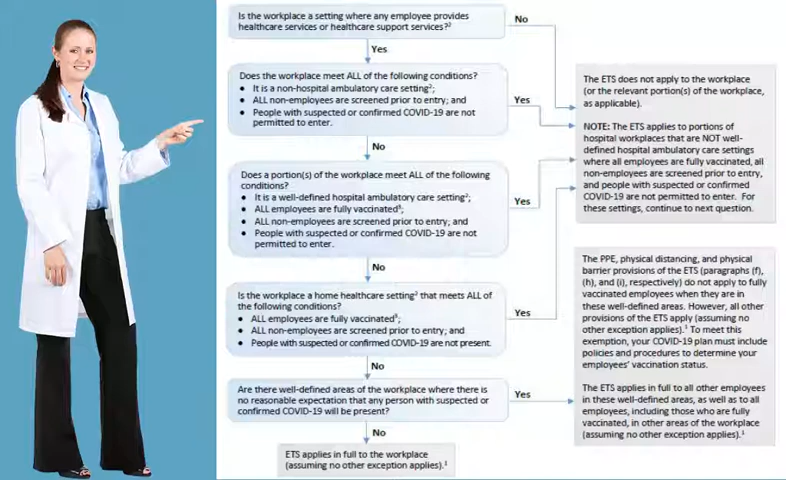 Is the workplace a setting where any employee provides
healthcare services or healthcare support services?²
No
Yes
Does the workplace meet ALL of the following conditions?
• It is a non-hospital ambulatory care setting²;
• ALL non-employees are screened prior to entry; and
• People with suspected or confirmed COVID-19 are not
permitted to enter.
Yes
No
Does a portion(s) of the workplace meet ALL of the following
conditions?
• It is a well-defined hospital ambulatory care setting²;
• ALL employees are fully vaccinated³;
• ALL non-employees are screened prior to entry; and
• People with suspected or confirmed COVID-19 are not
permitted to enter.
Yes
No
Is the workplace a home healthcare setting² that meets ALL of
the following conditions?
• ALL employees are fully vaccinated³;
• ALL non-employees are screened prior to entry; and
• People with suspected or confirmed COVID-19 are not present.
Yes
No
Are there well-defined areas of the workplace where there is
no reasonable expectation that any person with suspected or
confirmed COVID-19 will be present?
Yes
No
ETS applies in full to the workplace
(assuming no other exception applies).¹
The ETS does not apply to the workplace
(or the relevant portion(s) of the workplace,
as applicable).
NOTE: The ETS applies to portions of
hospital workplaces that are NOT well-
defined hospital ambulatory care settings
where all employees are fully vaccinated, all
non-employees are screened prior to entry,
and people with suspected or confirmed
COVID-19 are not permitted to enter. For
these settings, continue to next question.
The PPE, physical distancing, and physical
barrier provisions of the ETS (paragraphs (f),
(h), and (i), respectively) do not apply to fully
vaccinated employees when they are in
these well-defined areas. However, all other
provisions of the ETS apply (assuming no
other exception applies).¹ To meet this
exemption, your COVID-19 plan must include
policies and procedures to determine your
employees' vaccination status.
The ETS applies in full to all other employees
in these well-defined areas, as well as to all
employees, including those who are fully
vaccinated, in other areas of the workplace
(assuming no other exception applies).¹